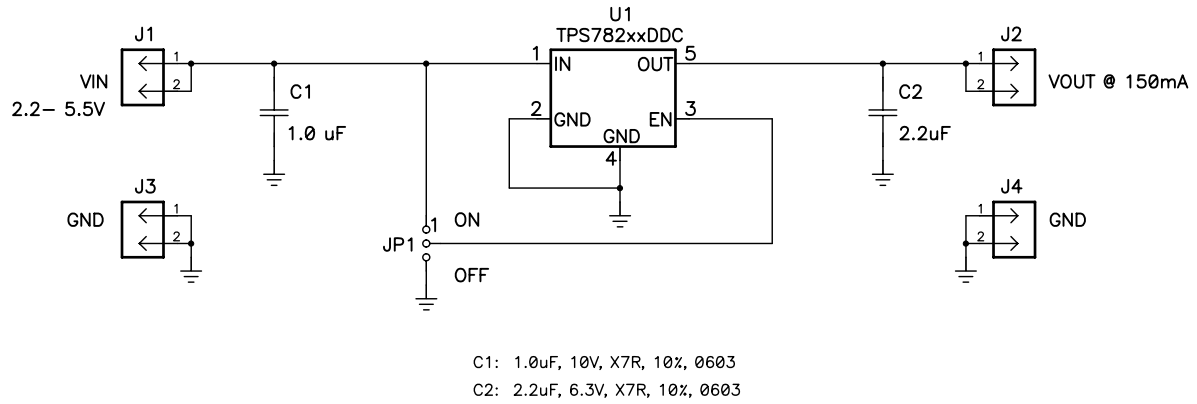 U1
TPS782xxDDC
J1
1
2
VIN
2.2- 5.5V
C1
1.0 uF
1
IN
OUT
5
2
GND
EN
3
GND
4
C2
2.2uF
J2
1
2
VOUT @ 150mA
J3
1
2
GND
JP1
1
ON
OFF
J4
1
2
GND
C1: 1.0uF, 10V, X7R, 10%, 0603
C2: 2.2uF, 6.3V, X7R, 10%, 0603